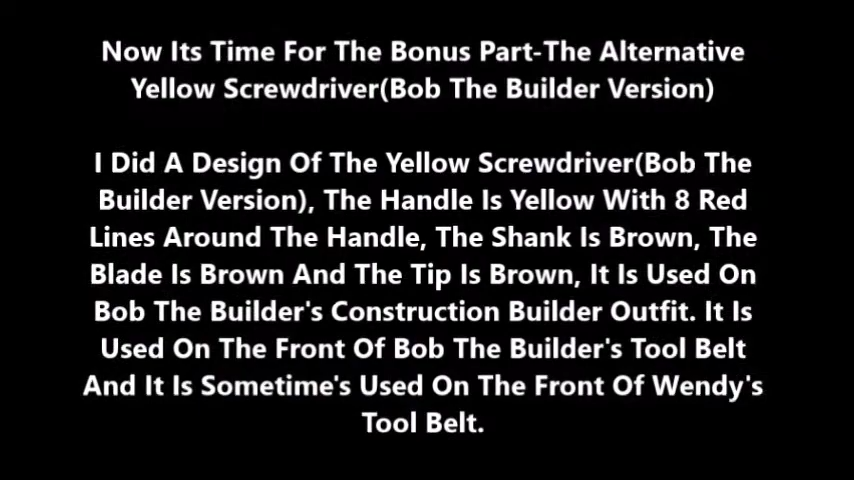 Now Its Time For The Bonus Part-The Alternative
Yellow Screwdriver(Bob The Builder Version)
I Did A Design Of The Yellow Screwdriver(Bob The
Builder Version), The Handle Is Yellow With 8 Red
Lines Around The Handle, The Shank Is Brown, The
Blade Is Brown And The Tip Is Brown, It Is Used On
Bob The Builder's Construction Builder Outfit. It Is
Used On The Front Of Bob The Builder's Tool Belt
And It Is Sometime's Used On The Front Of Wendy's
Tool Belt.